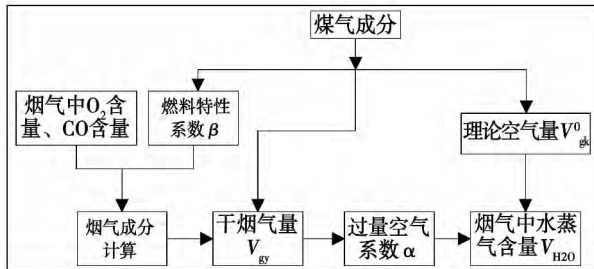 煤气成分
烟气中O₂含
量、CO含量
燃料特性
系数β
理论空气量V⁰gk
烟气成分
计算
干烟气量
Vgy
过量空气
系数α
烟气中水蒸
气含量VH2O